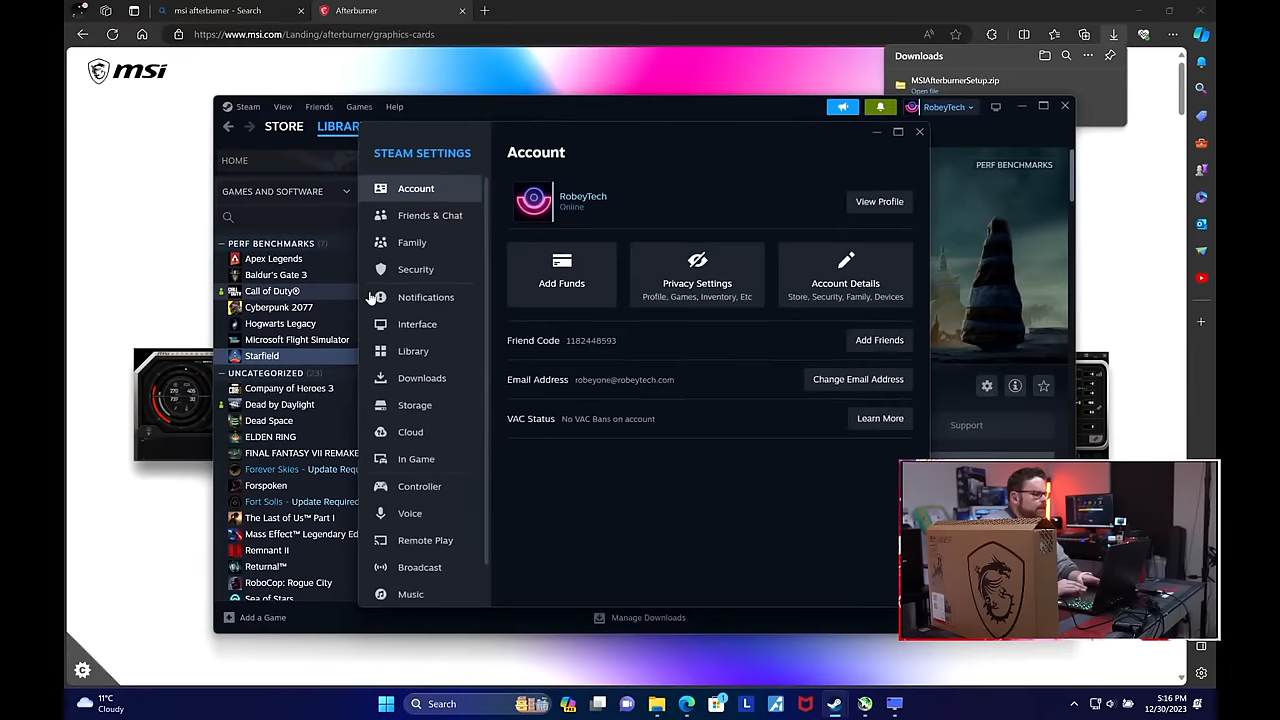 msi afterburner - Search
Afterburner
https://www.msi.com/Landing/afterburner/graphics-cards
msi
Downloads
MSIAfterburnerSetup.zip
Open file
Steam View Friends Games Help
RobeyTech
STORE LIBRAR
HOME
GAMES AND SOFTWARE
PERF BENCHMARKS (7)
Apex Legends
Baldur's Gate 3
Call of Duty®
Cyberpunk 2077
Hogwarts Legacy
Microsoft Flight Simulator
Starfield
UNCATEGORIZED (23)
Company of Heroes 3
Dead by Daylight
Dead Space
ELDEN RING
FINAL FANTASY VII REMAKE
Forever Skies - Update Requ
Forspoken
Fort Solis - Update Required
The Last of Us™ Part I
Mass Effect™ Legendary Ed
Remnant II
Returnal™
RoboCop: Rogue City
Sea of Stars
Add a Game
STEAM SETTINGS
Account
Friends & Chat
Family
Security
Notifications
Interface
Library
Downloads
Storage
Cloud
In Game
Controller
Voice
Remote Play
Broadcast
Music
Account
RobeyTech
Online
View Profile
Add Funds
Privacy Settings
Profile, Games, Inventory, Etc
Account Details
Store, Security, Family, Devices
Friend Code 1182448593
Add Friends
Email Address robeyone@robeytech.com
Change Email Address
VAC Status No VAC Bans on account
Learn More
PERF BENCHMARKS
Support
Manage Downloads
11°C
Cloudy
Search
5:16 PM
12/30/2023